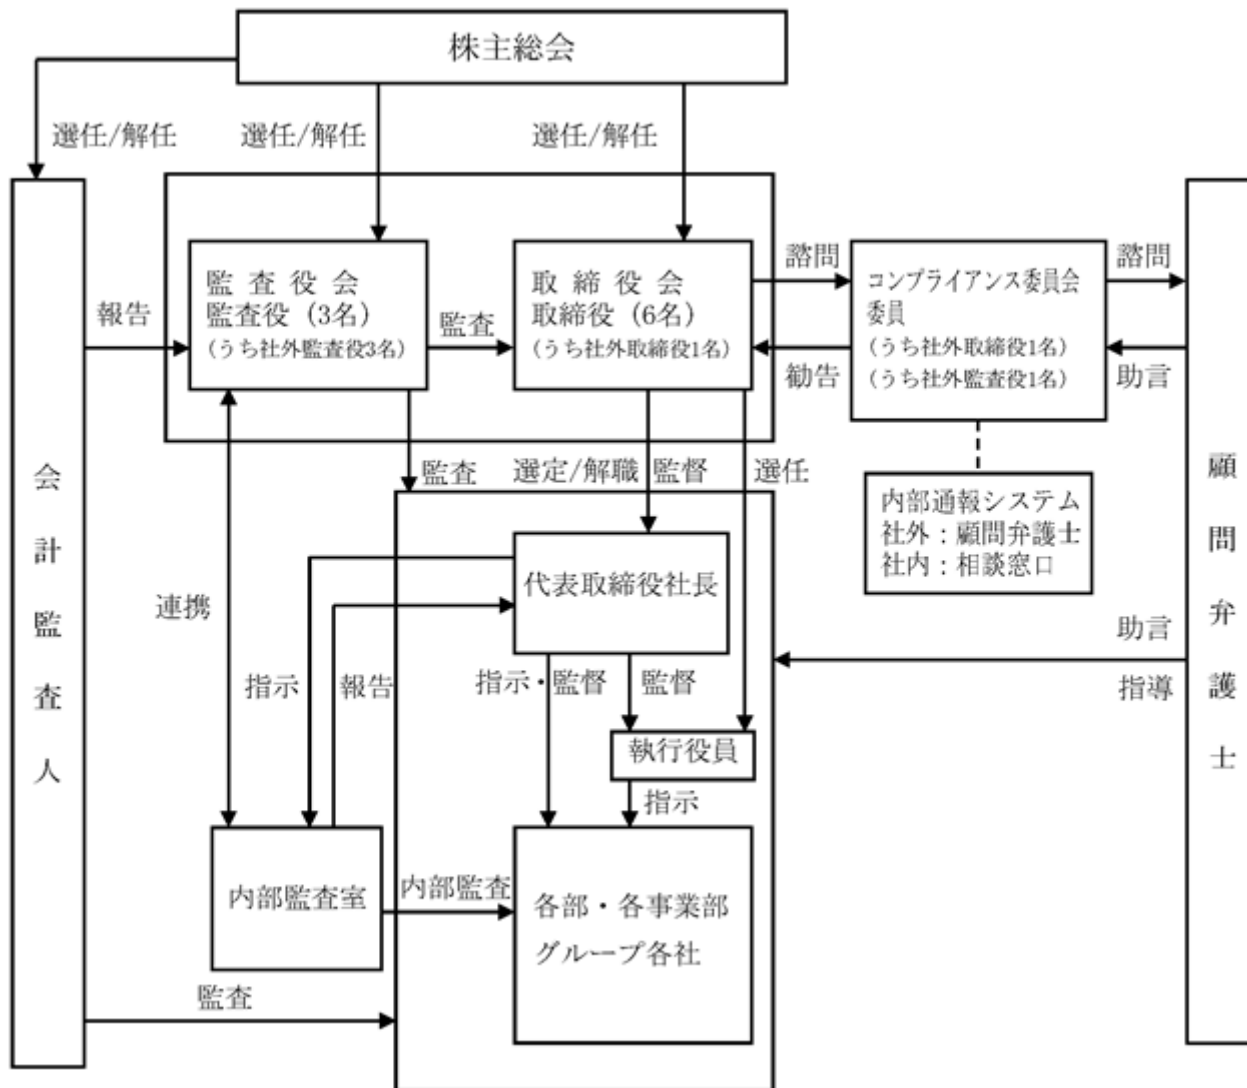 株主総会
選任/解任
選任/解任
選任/解任
監査役会
監査役（3名）
（うち社外監査役3名）
取締役会
取締役（6名）
（うち社外取締役1名）
コンプライアンス委員会
委員
（うち社外取締役1名）
（うち社外監査役1名）
報告
監査
諮問
勧告
諮問
助言
会計監査人
顧問弁護士
監査
選定/解職
監督
選任
内部通報システム
社外：顧問弁護士
社内：相談窓口
代表取締役社長
連携
指示
報告
指示・監督
監督
助言
指導
執行役員
指示
内部監査室
内部監査
各部・各事業部
グループ各社
監査